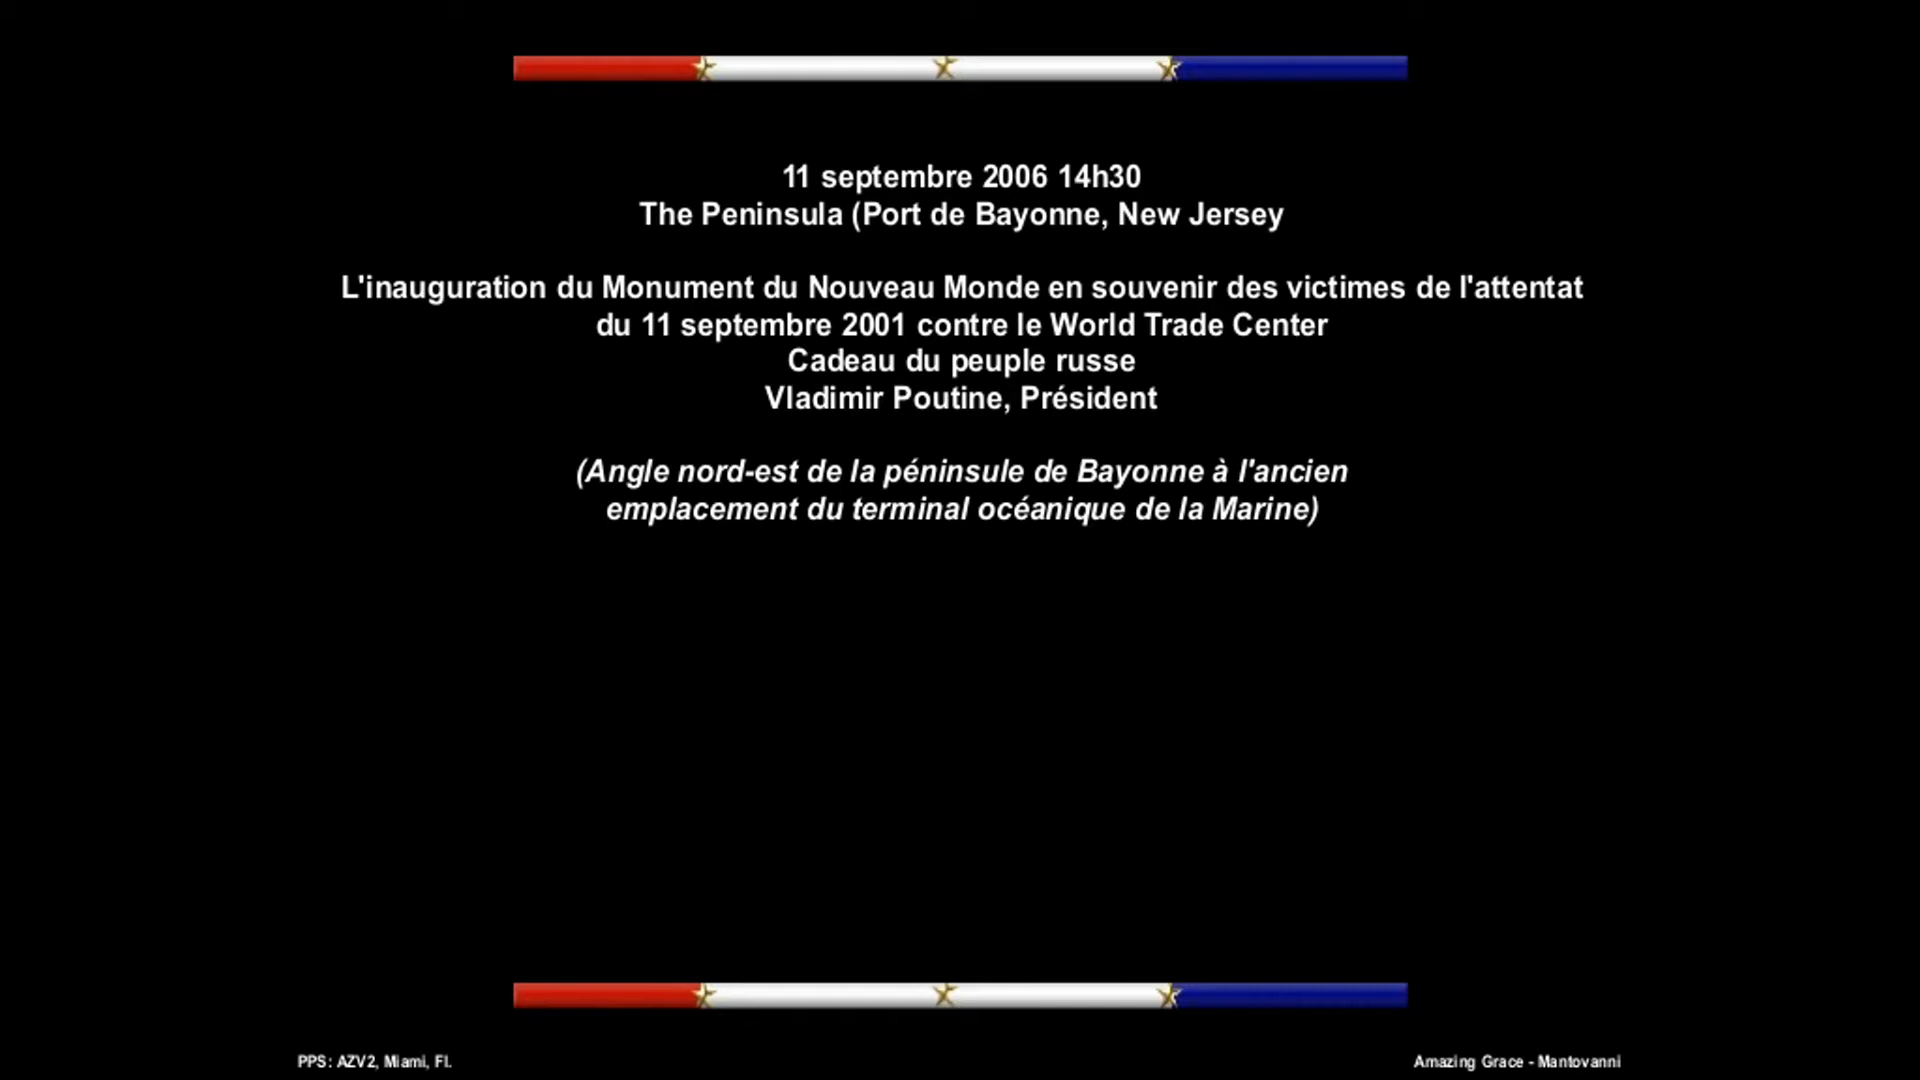 11 septembre 2006 14h30
The Peninsula (Port de Bayonne, New Jersey
L'inauguration du Monument du Nouveau Monde en souvenir des victimes de l'attentat
du 11 septembre 2001 contre le World Trade Center
Cadeau du peuple russe
Vladimir Poutine, Président
(Angle nord-est de la péninsule de Bayonne à l'ancien
emplacement du terminal océanique de la Marine)
PPS: AZV2, Miami, Fl.
Amazing Grace - Mantovanni